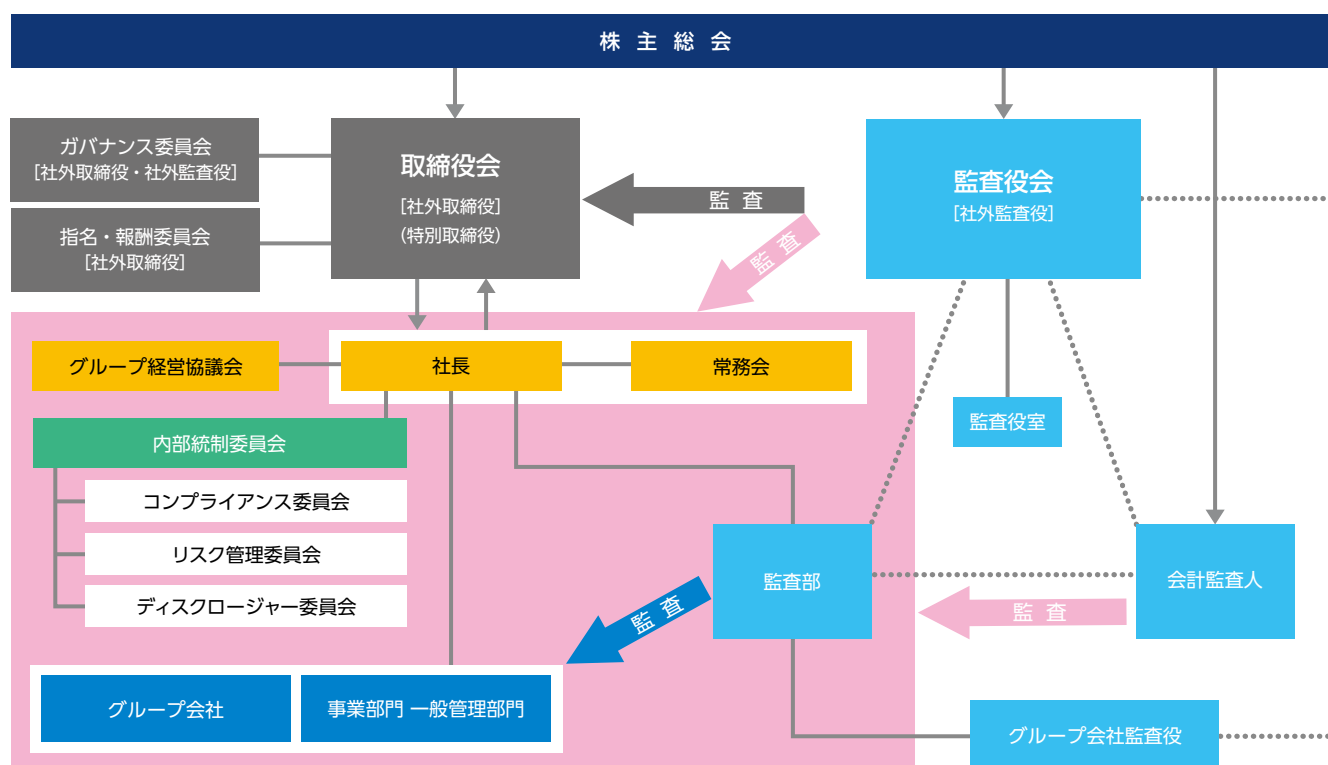 株主総会
ガバナンス委員会
[社外取締役・社外監査役]
指名・報酬委員会
[社外取締役]
取締役会
[社外取締役]
(特別取締役)
監査
監査
監査役会
[社外監査役]
グループ経営協議会
社長
常務会
監査役室
内部統制委員会
コンプライアンス委員会
リスク管理委員会
ディスクロージャー委員会
監査部
会計監査人
監査
監査
グループ会社
事業部門 一般管理部門
グループ会社監査役